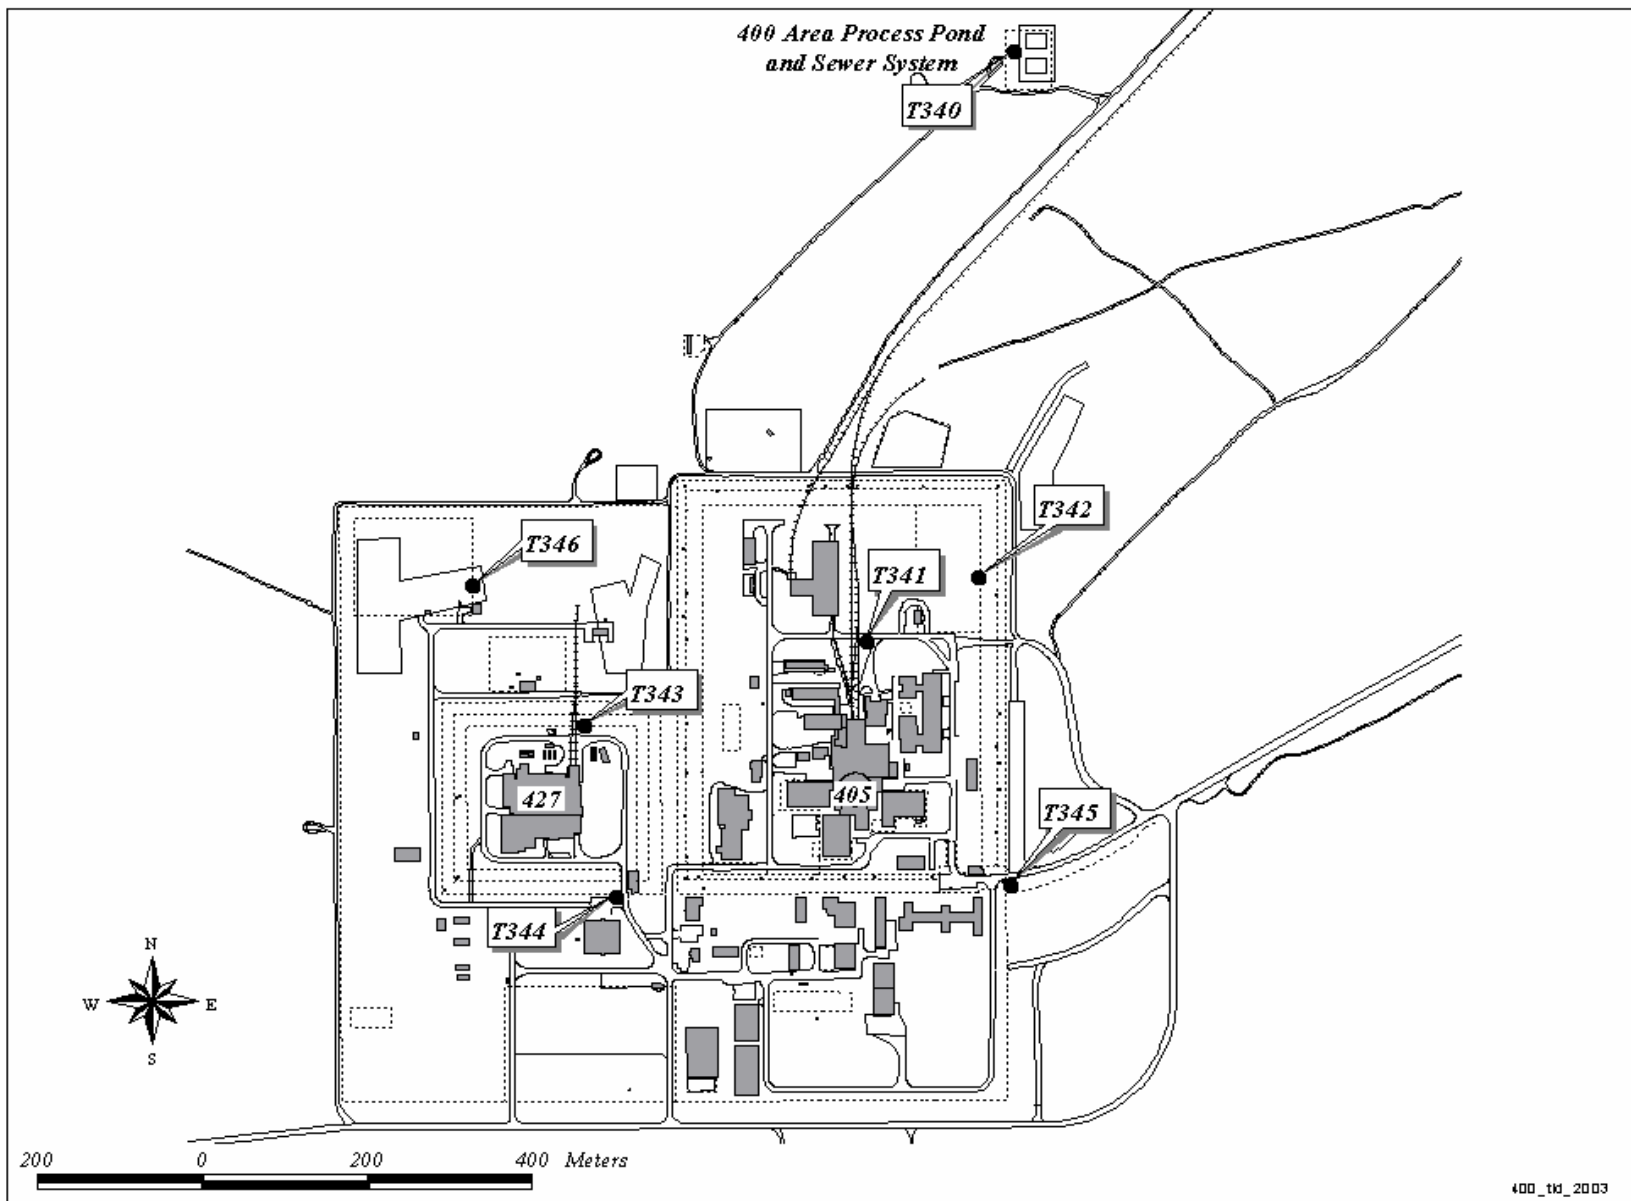 400 Area Process Pond
and Sewer System
T340
T342
T346
T341
T343
427
405
T345
T344
N
W E
S
200 0 200 400 Meters
400_tld_2003